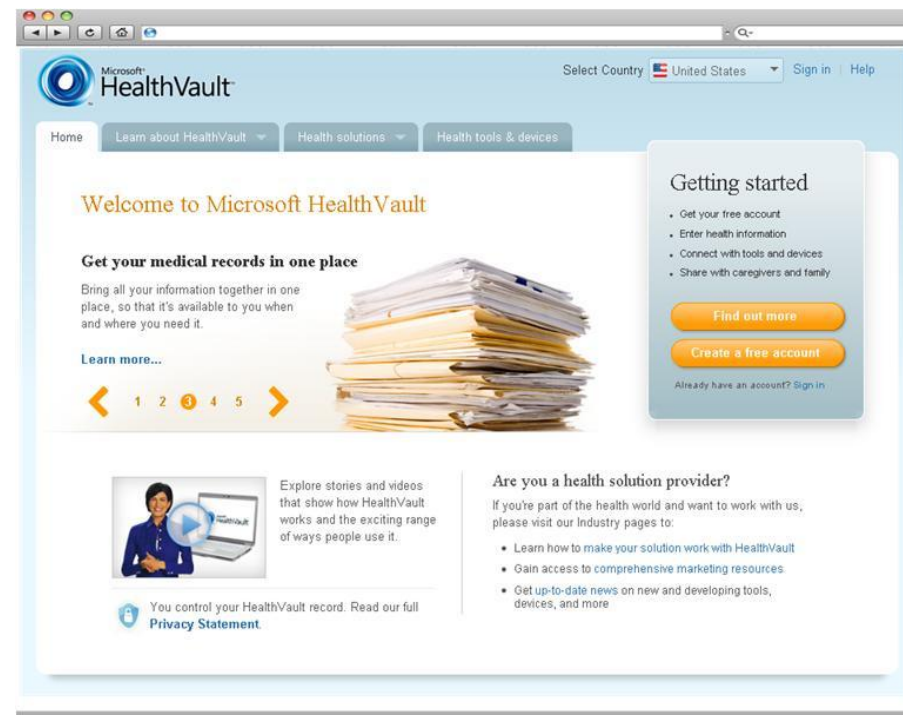 Microsoft®
HealthVault™
Select Country
United States
Sign in | Help
Home
Learn about HealthVault
Health solutions
Health tools & devices
Welcome to Microsoft HealthVault
Get your medical records in one place
Bring all your information together in one
place, so that it's available to you when
and where you need it.
Learn more...
1 2 3 4 5
Getting started
• Get your free account
• Enter health information
• Connect with tools and devices
• Share with caregivers and family
Find out more
Create a free account
Already have an account? Sign in
Explore stories and videos
that show how HealthVault
works and the exciting range
of ways people use it.
You control your HealthVault record. Read our full
Privacy Statement.
Are you a health solution provider?
If you're part of the health world and want to work with us,
please visit our Industry pages to:
• Learn how to make your solution work with HealthVault
• Gain access to comprehensive marketing resources
• Get up-to-date news on new and developing tools,
devices, and more
HealthVault